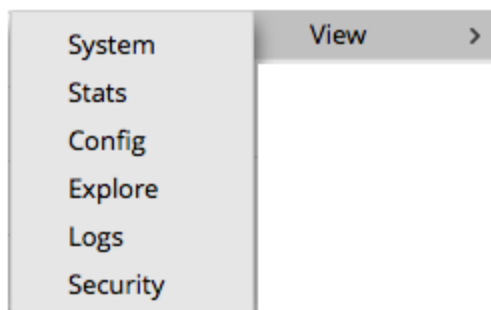 System
Stats
Config
Explore
Logs
Security
View